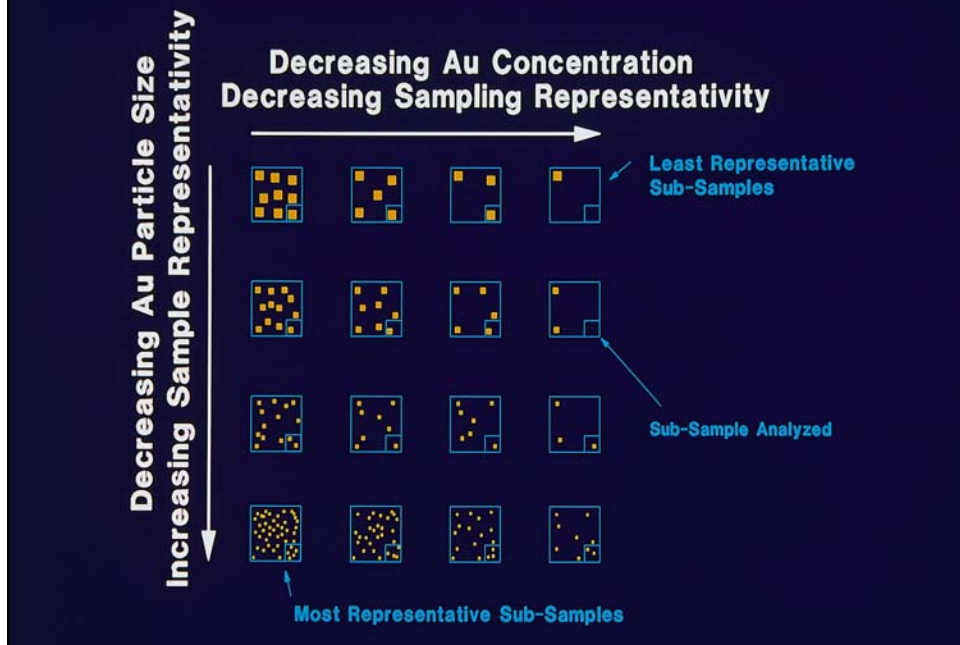 Decreasing Au Concentration
Decreasing Sampling Representativity
Decreasing Au Particle Size
Increasing Sample Representativity
Least Representative
Sub-Samples
Sub-Sample Analyzed
Most Representative Sub-Samples